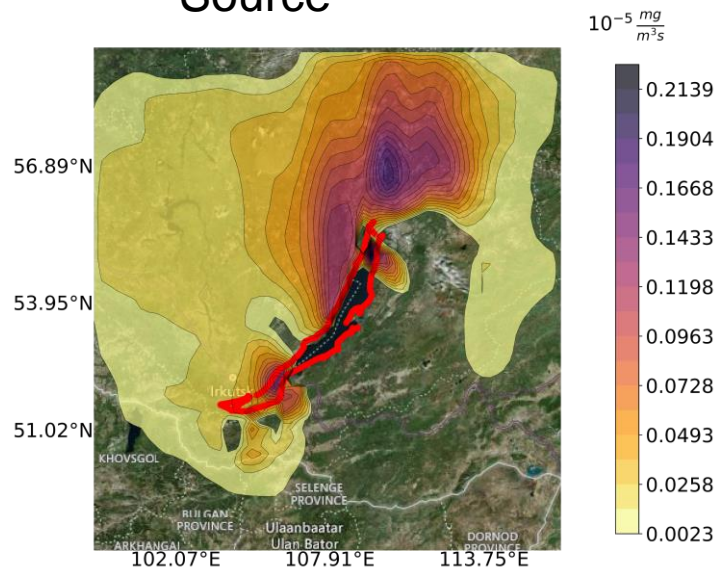 Source
10⁻⁵ mg/m³s
0.2139
0.1904
0.1668
0.1433
0.1198
0.0963
0.0728
0.0493
0.0258
0.0023
56.89°N
53.95°N
51.02°N
Irkutsk
KHOVSGOL
SELENGE
PROVINCE
BULGAN
PROVINCE
Ulaanbaatar
Ulan Bator
DORNOD
PROVINCE
ARKHANGAI
102.07°E 107.91°E 113.75°E